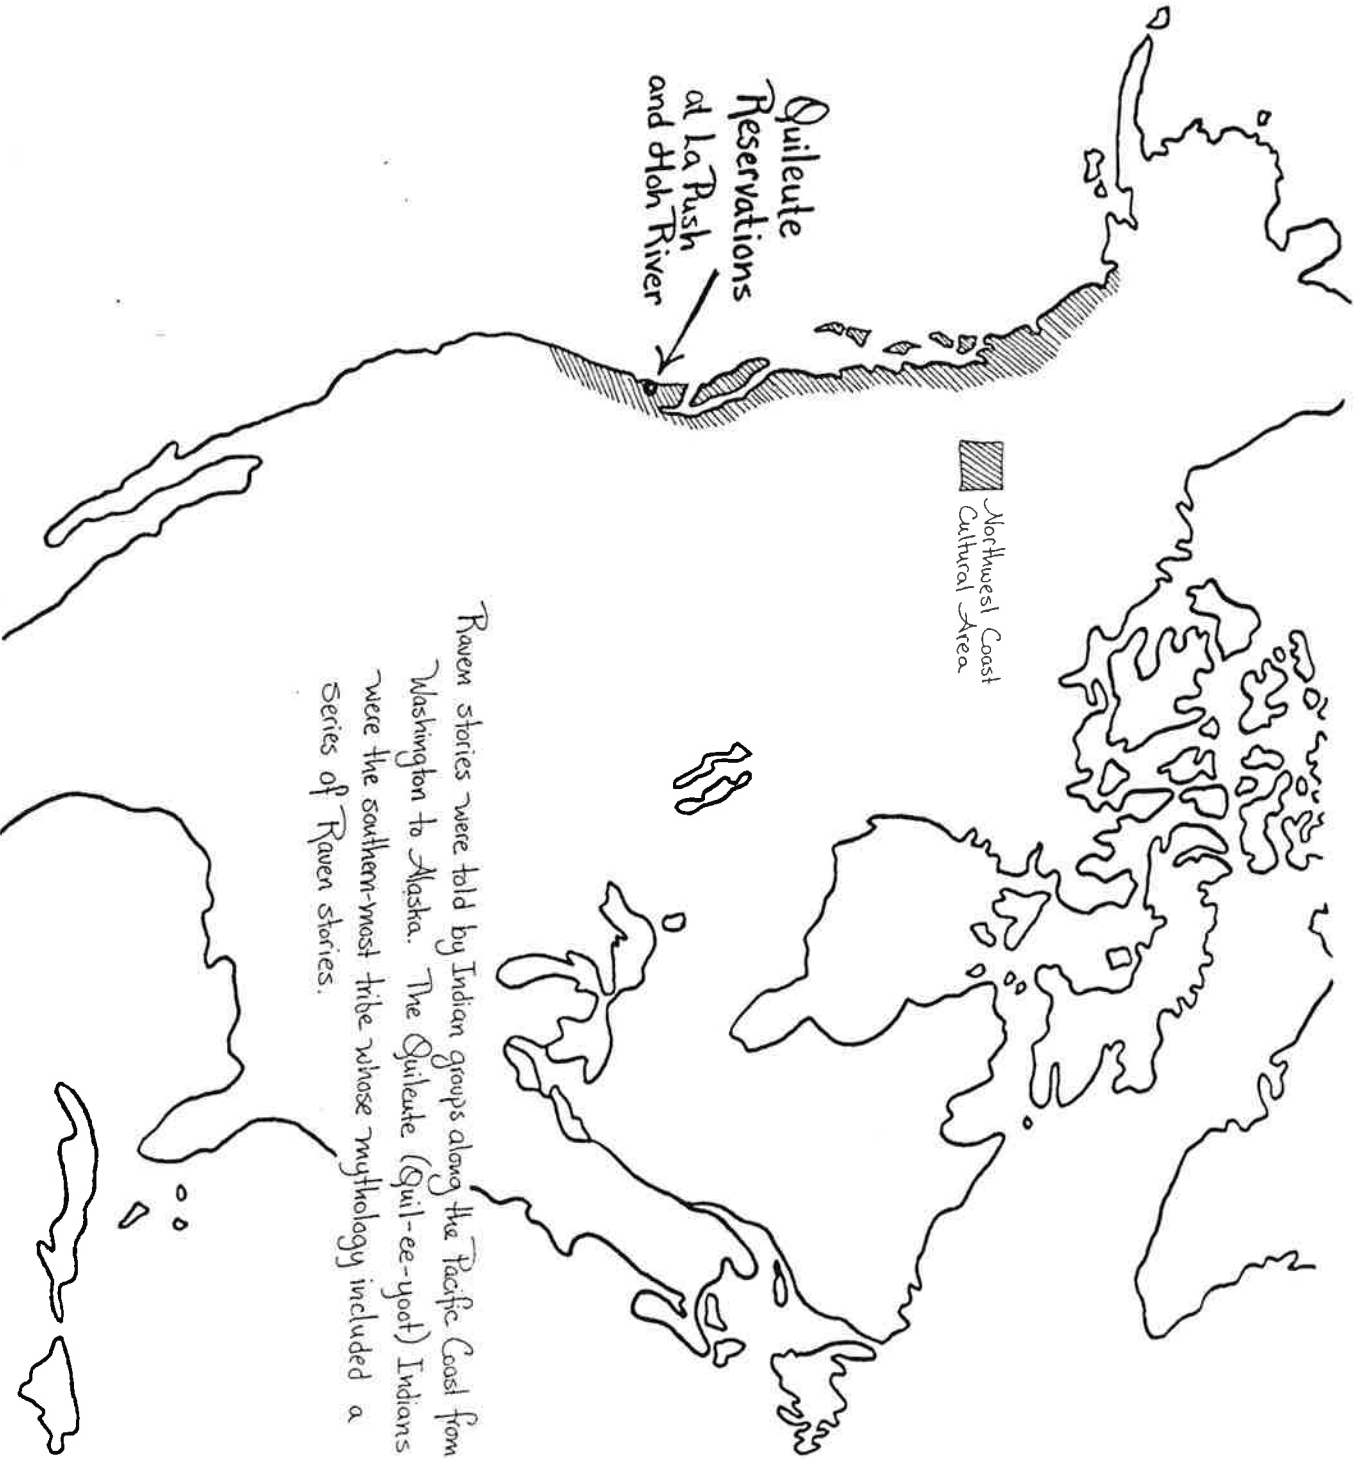 Quileute
Reservations
at La Push
and Hoh River
Northwest Coast
Cultural Area
Raven stories were told by Indian groups along the Pacific Coast from
Washington to Alaska. The Quileute (Quil-ee-yoot) Indians
were the southern-most tribe whose mythology included a
series of Raven stories.